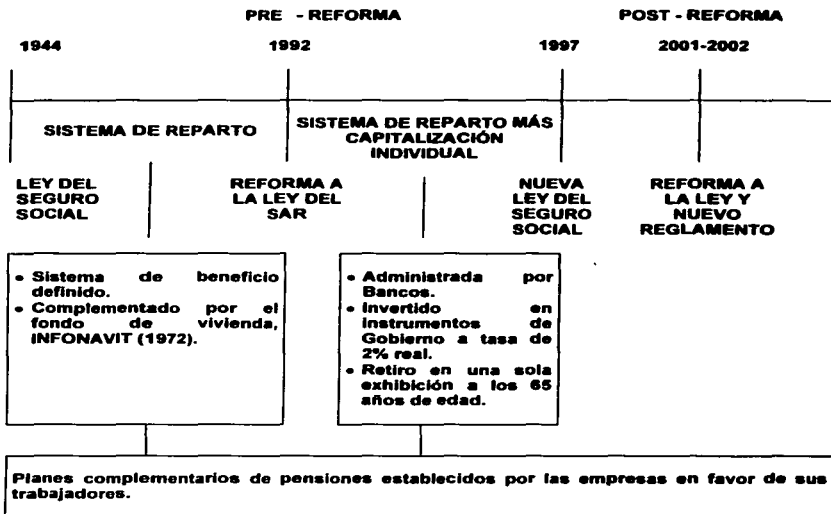 PRE - REFORMA
POST - REFORMA
1944
1992
1997
2001-2002
SISTEMA DE REPARTO
SISTEMA DE REPARTO MÁS
CAPITALIZACIÓN
INDIVIDUAL
LEY DEL
SEGURO
SOCIAL
REFORMA A
LA LEY DEL
SAR
NUEVA
LEY DEL
SEGURO
SOCIAL
REFORMA A
LA LEY Y
NUEVO
REGLAMENTO
• Sistema de beneficio
definido.
• Complementado por el
fondo de vivienda,
INFONAVIT (1972).
• Administrada por
Bancos.
• Invertido en
instrumentos de
Gobierno a tasa de
2% real.
• Retiro en una sola
exhibición a los 65
años de edad.
Planes complementarios de pensiones establecidos por las empresas en favor de sus
trabajadores.